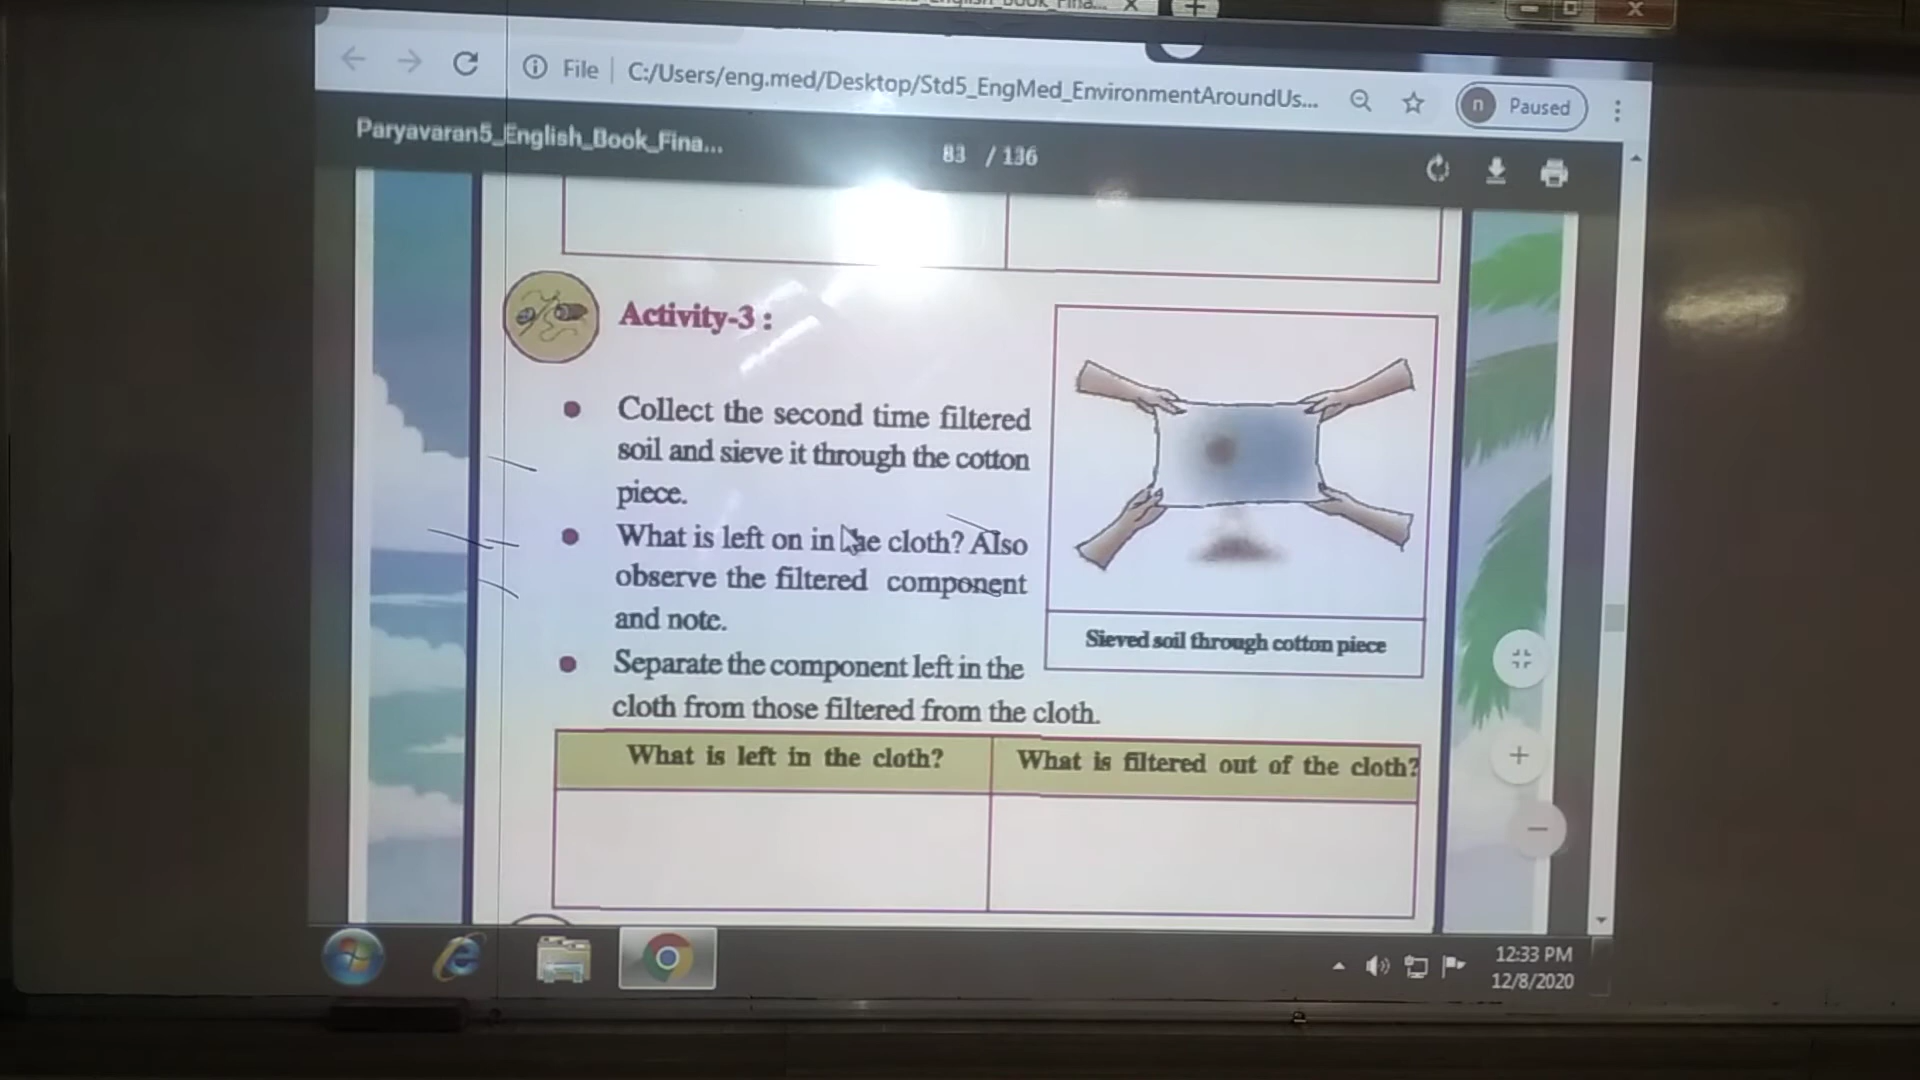 File C:/Users/eng.med/Desktop/Std5_EngMed_EnvironmentAroundUs... n Paused
Paryavaran5_English_Book_Fina... 83 / 136
Activity-3 :
Collect the second time filtered
soil and sieve it through the cotton
piece.
What is left on in the cloth? Also
observe the filtered component
and note.
Separate the component left in the
cloth from those filtered from the cloth.
Sieved soil through cotton piece
What is left in the cloth? What is filtered out of the cloth?
12:33 PM
12/8/2020